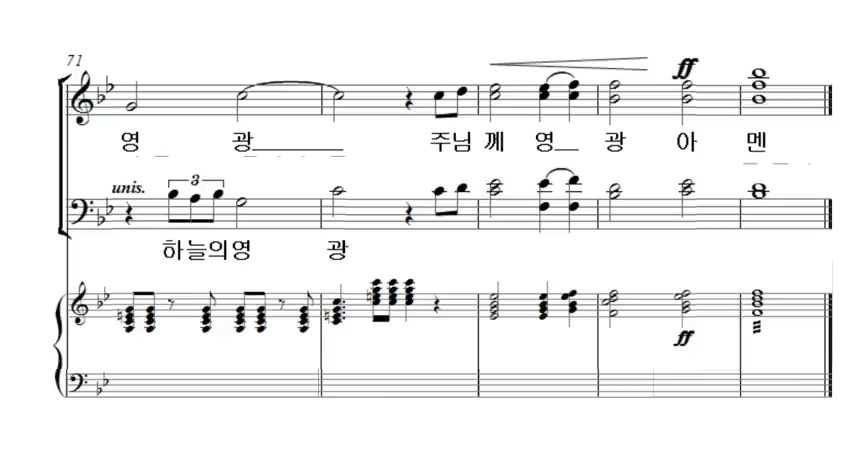 71
ff
영 광 주님 께 영 광 아 멘
unis.
3
하늘의영 광
ff